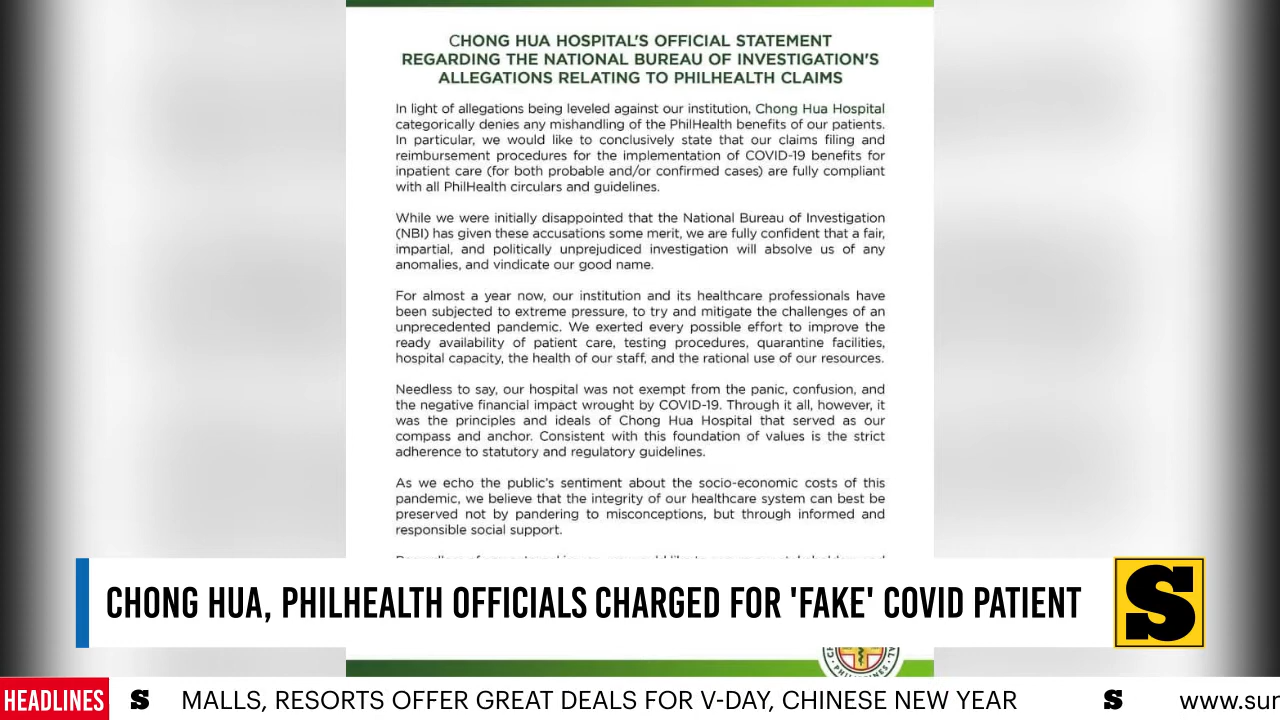 CHONG HUA HOSPITAL'S OFFICIAL STATEMENT
REGARDING THE NATIONAL BUREAU OF INVESTIGATION'S
ALLEGATIONS RELATING TO PHILHEALTH CLAIMS
In light of allegations being leveled against our institution, Chong Hua Hospital
categorically denies any mishandling of the PhilHealth benefits of our patients.
In particular, we would like to conclusively state that our claims filing and
reimbursement procedures for the implementation of COVID-19 benefits for
inpatient care (for both probable and/or confirmed cases) are fully compliant
with all PhilHealth circulars and guidelines.
While we were initially disappointed that the National Bureau of Investigation
(NBI) has given these accusations some merit, we are fully confident that a fair,
impartial, and politically unprejudiced investigation will absolve us of any
anomalies, and vindicate our good name.
For almost a year now, our institution and its healthcare professionals have
been subjected to extreme pressure, to try and mitigate the challenges of an
unprecedented pandemic. We exerted every possible effort to improve the
ready availability of patient care, testing procedures, quarantine facilities,
hospital capacity, the health of our staff, and the rational use of our resources.
Needless to say, our hospital was not exempt from the panic, confusion, and
the negative financial impact wrought by COVID-19. Through it all, however, it
was the principles and ideals of Chong Hua Hospital that served as our
compass and anchor. Consistent with this foundation of values is the strict
adherence to statutory and regulatory guidelines.
As we echo the public's sentiment about the socio-economic costs of this
pandemic, we believe that the integrity of our healthcare system can best be
preserved not by pandering to misconceptions, but through informed and
responsible social support.
CHONG HUA, PHILHEALTH OFFICIALS CHARGED FOR 'FAKE' COVID PATIENT
S
HEADLINES S MALLS, RESORTS OFFER GREAT DEALS FOR V-DAY, CHINESE NEW YEAR S www.sur